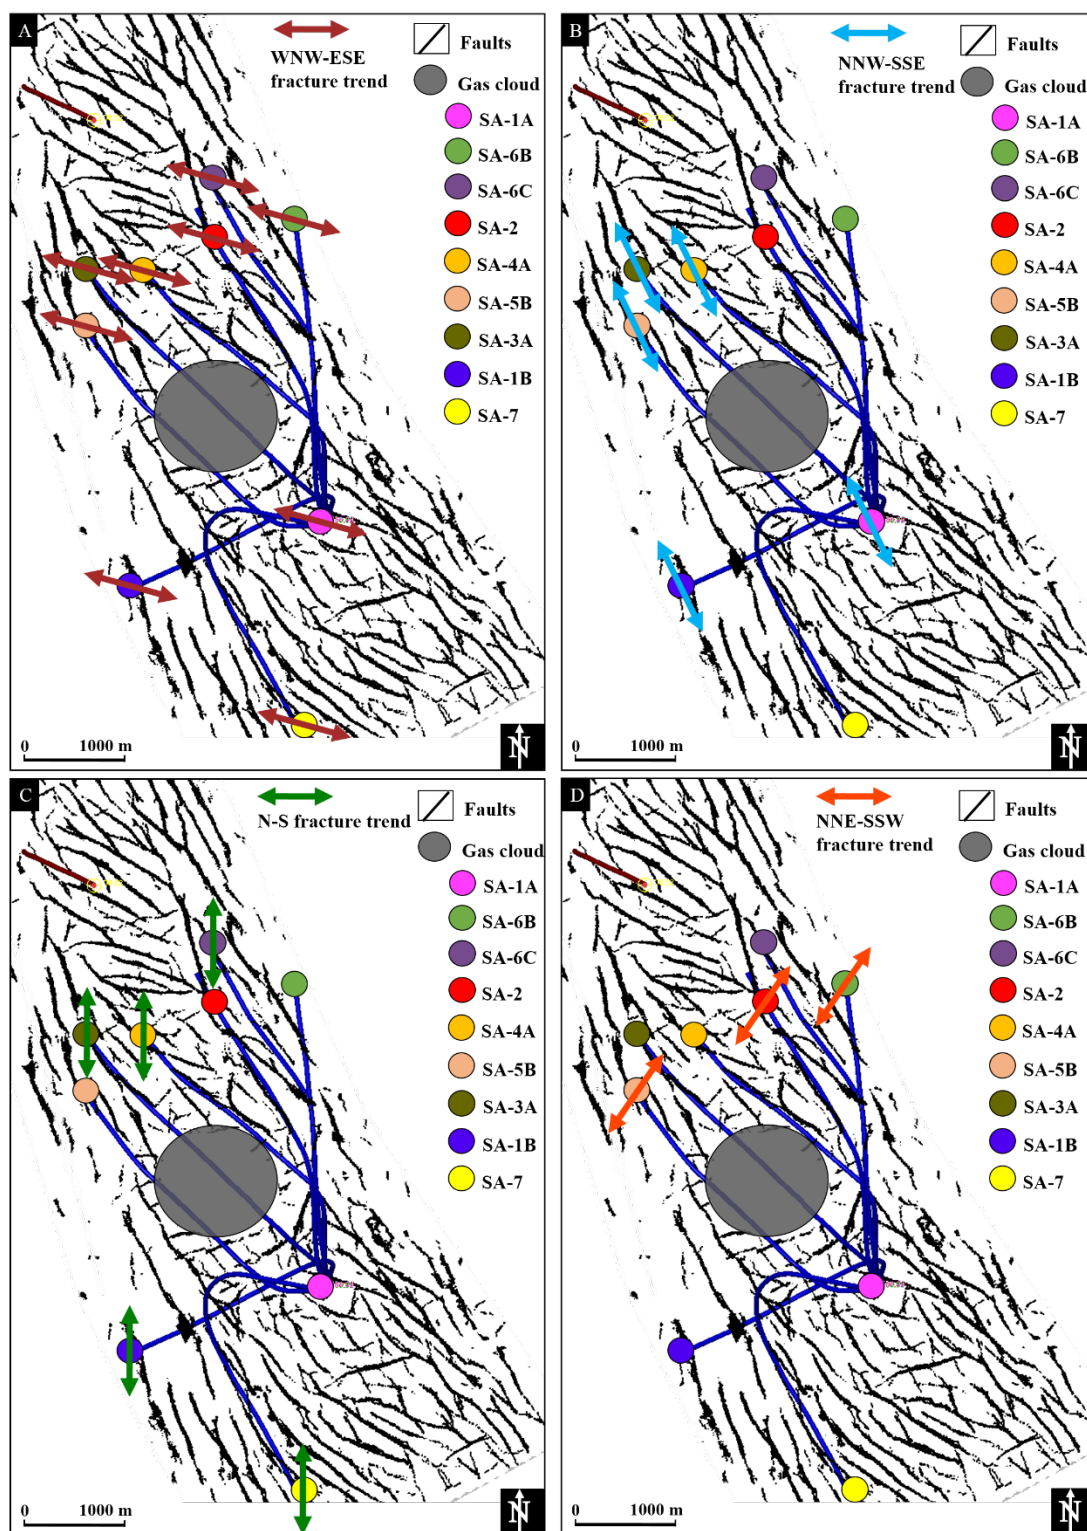 A
WNW-ESE
fracture trend
Faults
Gas cloud
SA-1A
SA-6B
SA-6C
SA-2
SA-4A
SA-5B
SA-3A
SA-1B
SA-7
0 1000 m
N
B
NNW-SSE
fracture trend
Faults
Gas cloud
SA-1A
SA-6B
SA-6C
SA-2
SA-4A
SA-5B
SA-3A
SA-1B
SA-7
0 1000 m
N
C
N-S fracture trend
Faults
Gas cloud
SA-1A
SA-6B
SA-6C
SA-2
SA-4A
SA-5B
SA-3A
SA-1B
SA-7
0 1000 m
N
D
NNE-SSW
fracture trend
Faults
Gas cloud
SA-1A
SA-6B
SA-6C
SA-2
SA-4A
SA-5B
SA-3A
SA-1B
SA-7
0 1000 m
N